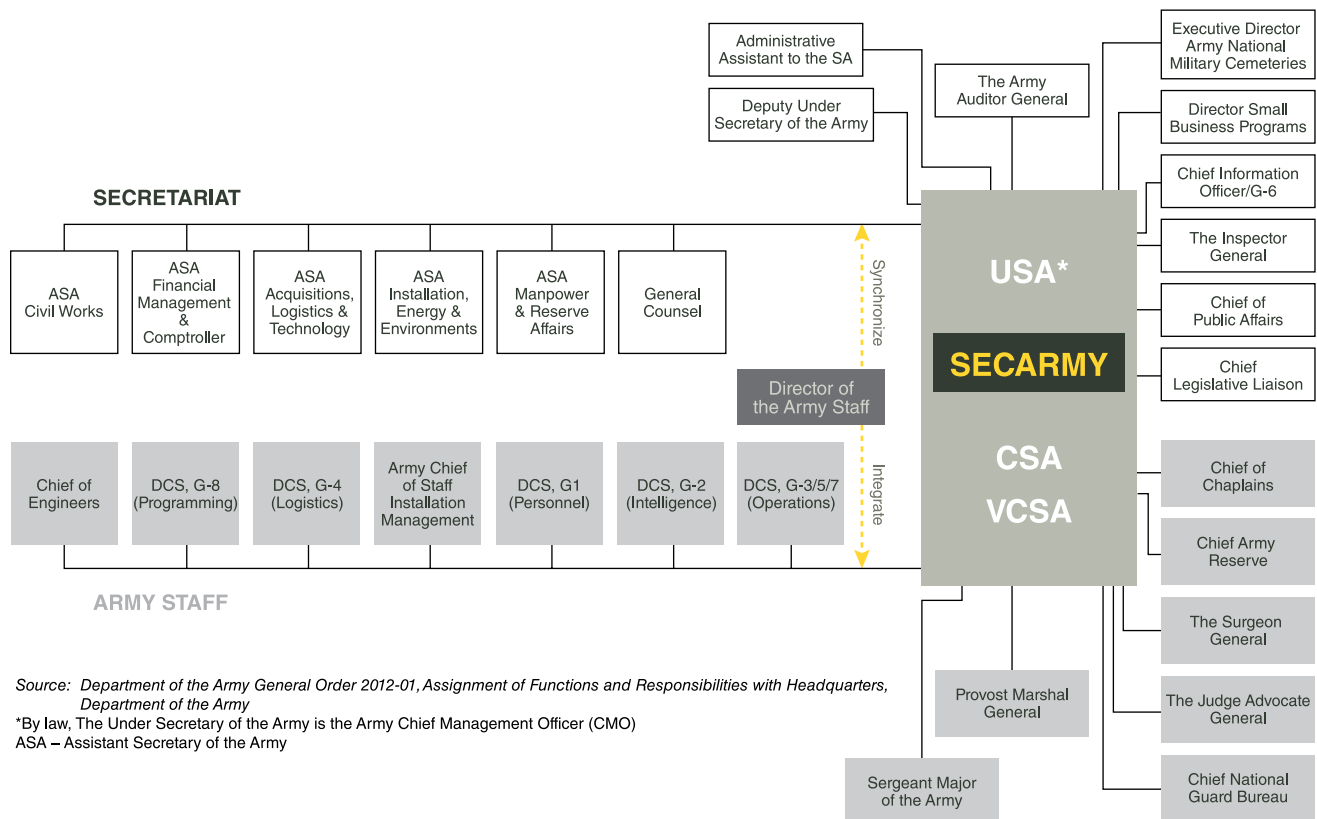 Administrative
Assistant to the SA
Deputy Under
Secretary of the Army
The Army
Auditor General
Executive Director
Army National
Military Cemeteries
Director Small
Business Programs
Chief Information
Officer/G-6
The Inspector
General
Chief of
Public Affairs
Chief
Legislative Liaison
SECRETARIAT
ASA
Civil Works
ASA
Financial
Management
&
Comptroller
ASA
Acquisitions,
Logistics &
Technology
ASA
Installation,
Energy &
Environments
ASA
Manpower
& Reserve
Affairs
General
Counsel
Synchronize
USA*
SECARMY
CSA
VCSA
Director of
the Army Staff
Integrate
Chief of
Engineers
DCS, G-8
(Programming)
DCS, G-4
(Logistics)
Army Chief
of Staff
Installation
Management
DCS, G1
(Personnel)
DCS, G-2
(Intelligence)
DCS, G-3/5/7
(Operations)
ARMY STAFF
Chief of
Chaplains
Chief Army
Reserve
The Surgeon
General
The Judge Advocate
General
Chief National
Guard Bureau
Provost Marshal
General
Sergeant Major
of the Army
Source: Department of the Army General Order 2012-01, Assignment of Functions and Responsibilities with Headquarters,
Department of the Army
*By law, The Under Secretary of the Army is the Army Chief Management Officer (CMO)
ASA – Assistant Secretary of the Army